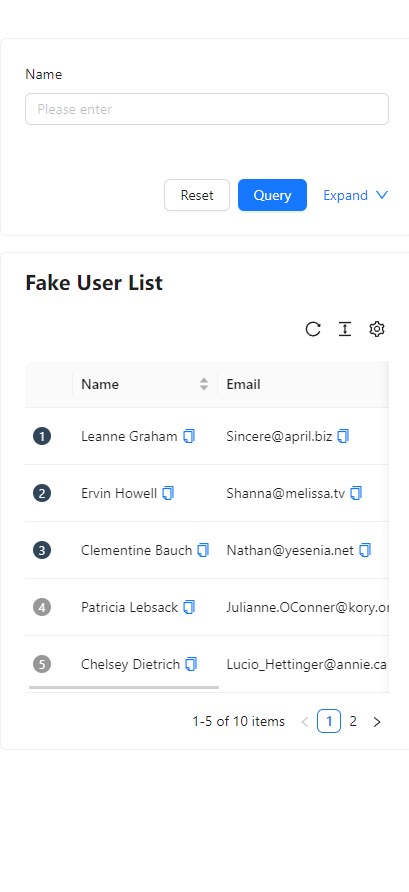 Name
Please enter
Reset Query Expand
Fake User List
Name Email
1 Leanne Graham Sincere@april.biz
2 Ervin Howell Shanna@melissa.tv
3 Clementine Bauch Nathan@yesenia.net
4 Patricia Lebsack Julianne.OConner@kory.or
5 Chelsey Dietrich Lucio_Hettinger@annie.ca
1-5 of 10 items 1 2